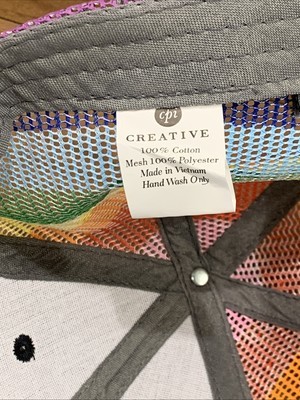 cpi
CREATIVE
100% Cotton
Mesh 100% Polyester
Made in Vietnam
Hand Wash Only